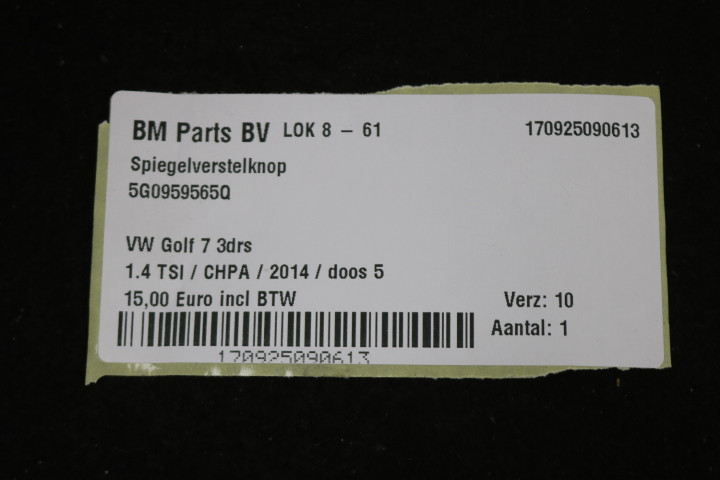 BM Parts BV LOK 8 - 61 170925090613
Spiegelverstelknop
5G0959565Q
VW Golf 7 3drs
1.4 TSI / CHPA / 2014 / doos 5
15,00 Euro incl BTW Verz: 10
Aantal: 1
170925090613